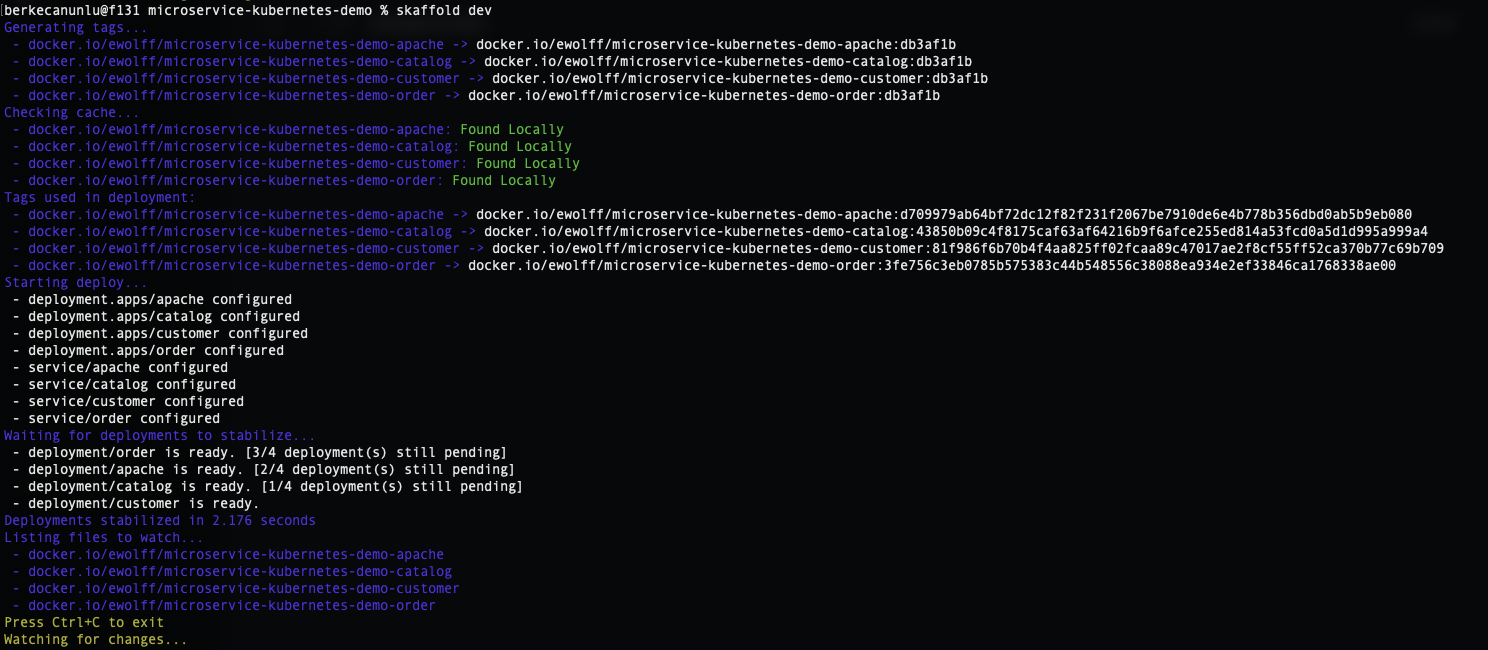 berkecanunlu@f131 microservice-kubernetes-demo % skaffold dev
Generating tags...
- docker.io/ewolff/microservice-kubernetes-demo-apache -> docker.io/ewolff/microservice-kubernetes-demo-apache:db3af1b
- docker.io/ewolff/microservice-kubernetes-demo-catalog -> docker.io/ewolff/microservice-kubernetes-demo-catalog:db3af1b
- docker.io/ewolff/microservice-kubernetes-demo-customer -> docker.io/ewolff/microservice-kubernetes-demo-customer:db3af1b
- docker.io/ewolff/microservice-kubernetes-demo-order -> docker.io/ewolff/microservice-kubernetes-demo-order:db3af1b
Checking cache...
- docker.io/ewolff/microservice-kubernetes-demo-apache: Found Locally
- docker.io/ewolff/microservice-kubernetes-demo-catalog: Found Locally
- docker.io/ewolff/microservice-kubernetes-demo-customer: Found Locally
- docker.io/ewolff/microservice-kubernetes-demo-order: Found Locally
Tags used in deployment:
- docker.io/ewolff/microservice-kubernetes-demo-apache -> docker.io/ewolff/microservice-kubernetes-demo-apache:d709979ab64bf72dc12f82f231f2067be7910de6e4b778b356dbd0ab5b9eb080
- docker.io/ewolff/microservice-kubernetes-demo-catalog -> docker.io/ewolff/microservice-kubernetes-demo-catalog:43850b09c4f8175caf63af64216b9f6afce255ed814a53fcd0a5d1d995a999a4
- docker.io/ewolff/microservice-kubernetes-demo-customer -> docker.io/ewolff/microservice-kubernetes-demo-customer:81f986f6b70b4f4aa825ff02fcaa89c47017ae2f8cf55ff52ca370b77c69b709
- docker.io/ewolff/microservice-kubernetes-demo-order -> docker.io/ewolff/microservice-kubernetes-demo-order:3fe756c3eb0785b575383c44b548556c38088ea934e2ef33846ca1768338ae00
Starting deploy...
- deployment.apps/apache configured
- deployment.apps/catalog configured
- deployment.apps/customer configured
- deployment.apps/order configured
- service/apache configured
- service/catalog configured
- service/customer configured
- service/order configured
Waiting for deployments to stabilize...
- deployment/order is ready. [3/4 deployment(s) still pending]
- deployment/apache is ready. [2/4 deployment(s) still pending]
- deployment/catalog is ready. [1/4 deployment(s) still pending]
- deployment/customer is ready.
Deployments stabilized in 2.176 seconds
Listing files to watch...
- docker.io/ewolff/microservice-kubernetes-demo-apache
- docker.io/ewolff/microservice-kubernetes-demo-catalog
- docker.io/ewolff/microservice-kubernetes-demo-customer
- docker.io/ewolff/microservice-kubernetes-demo-order
Press Ctrl+C to exit
Watching for changes...